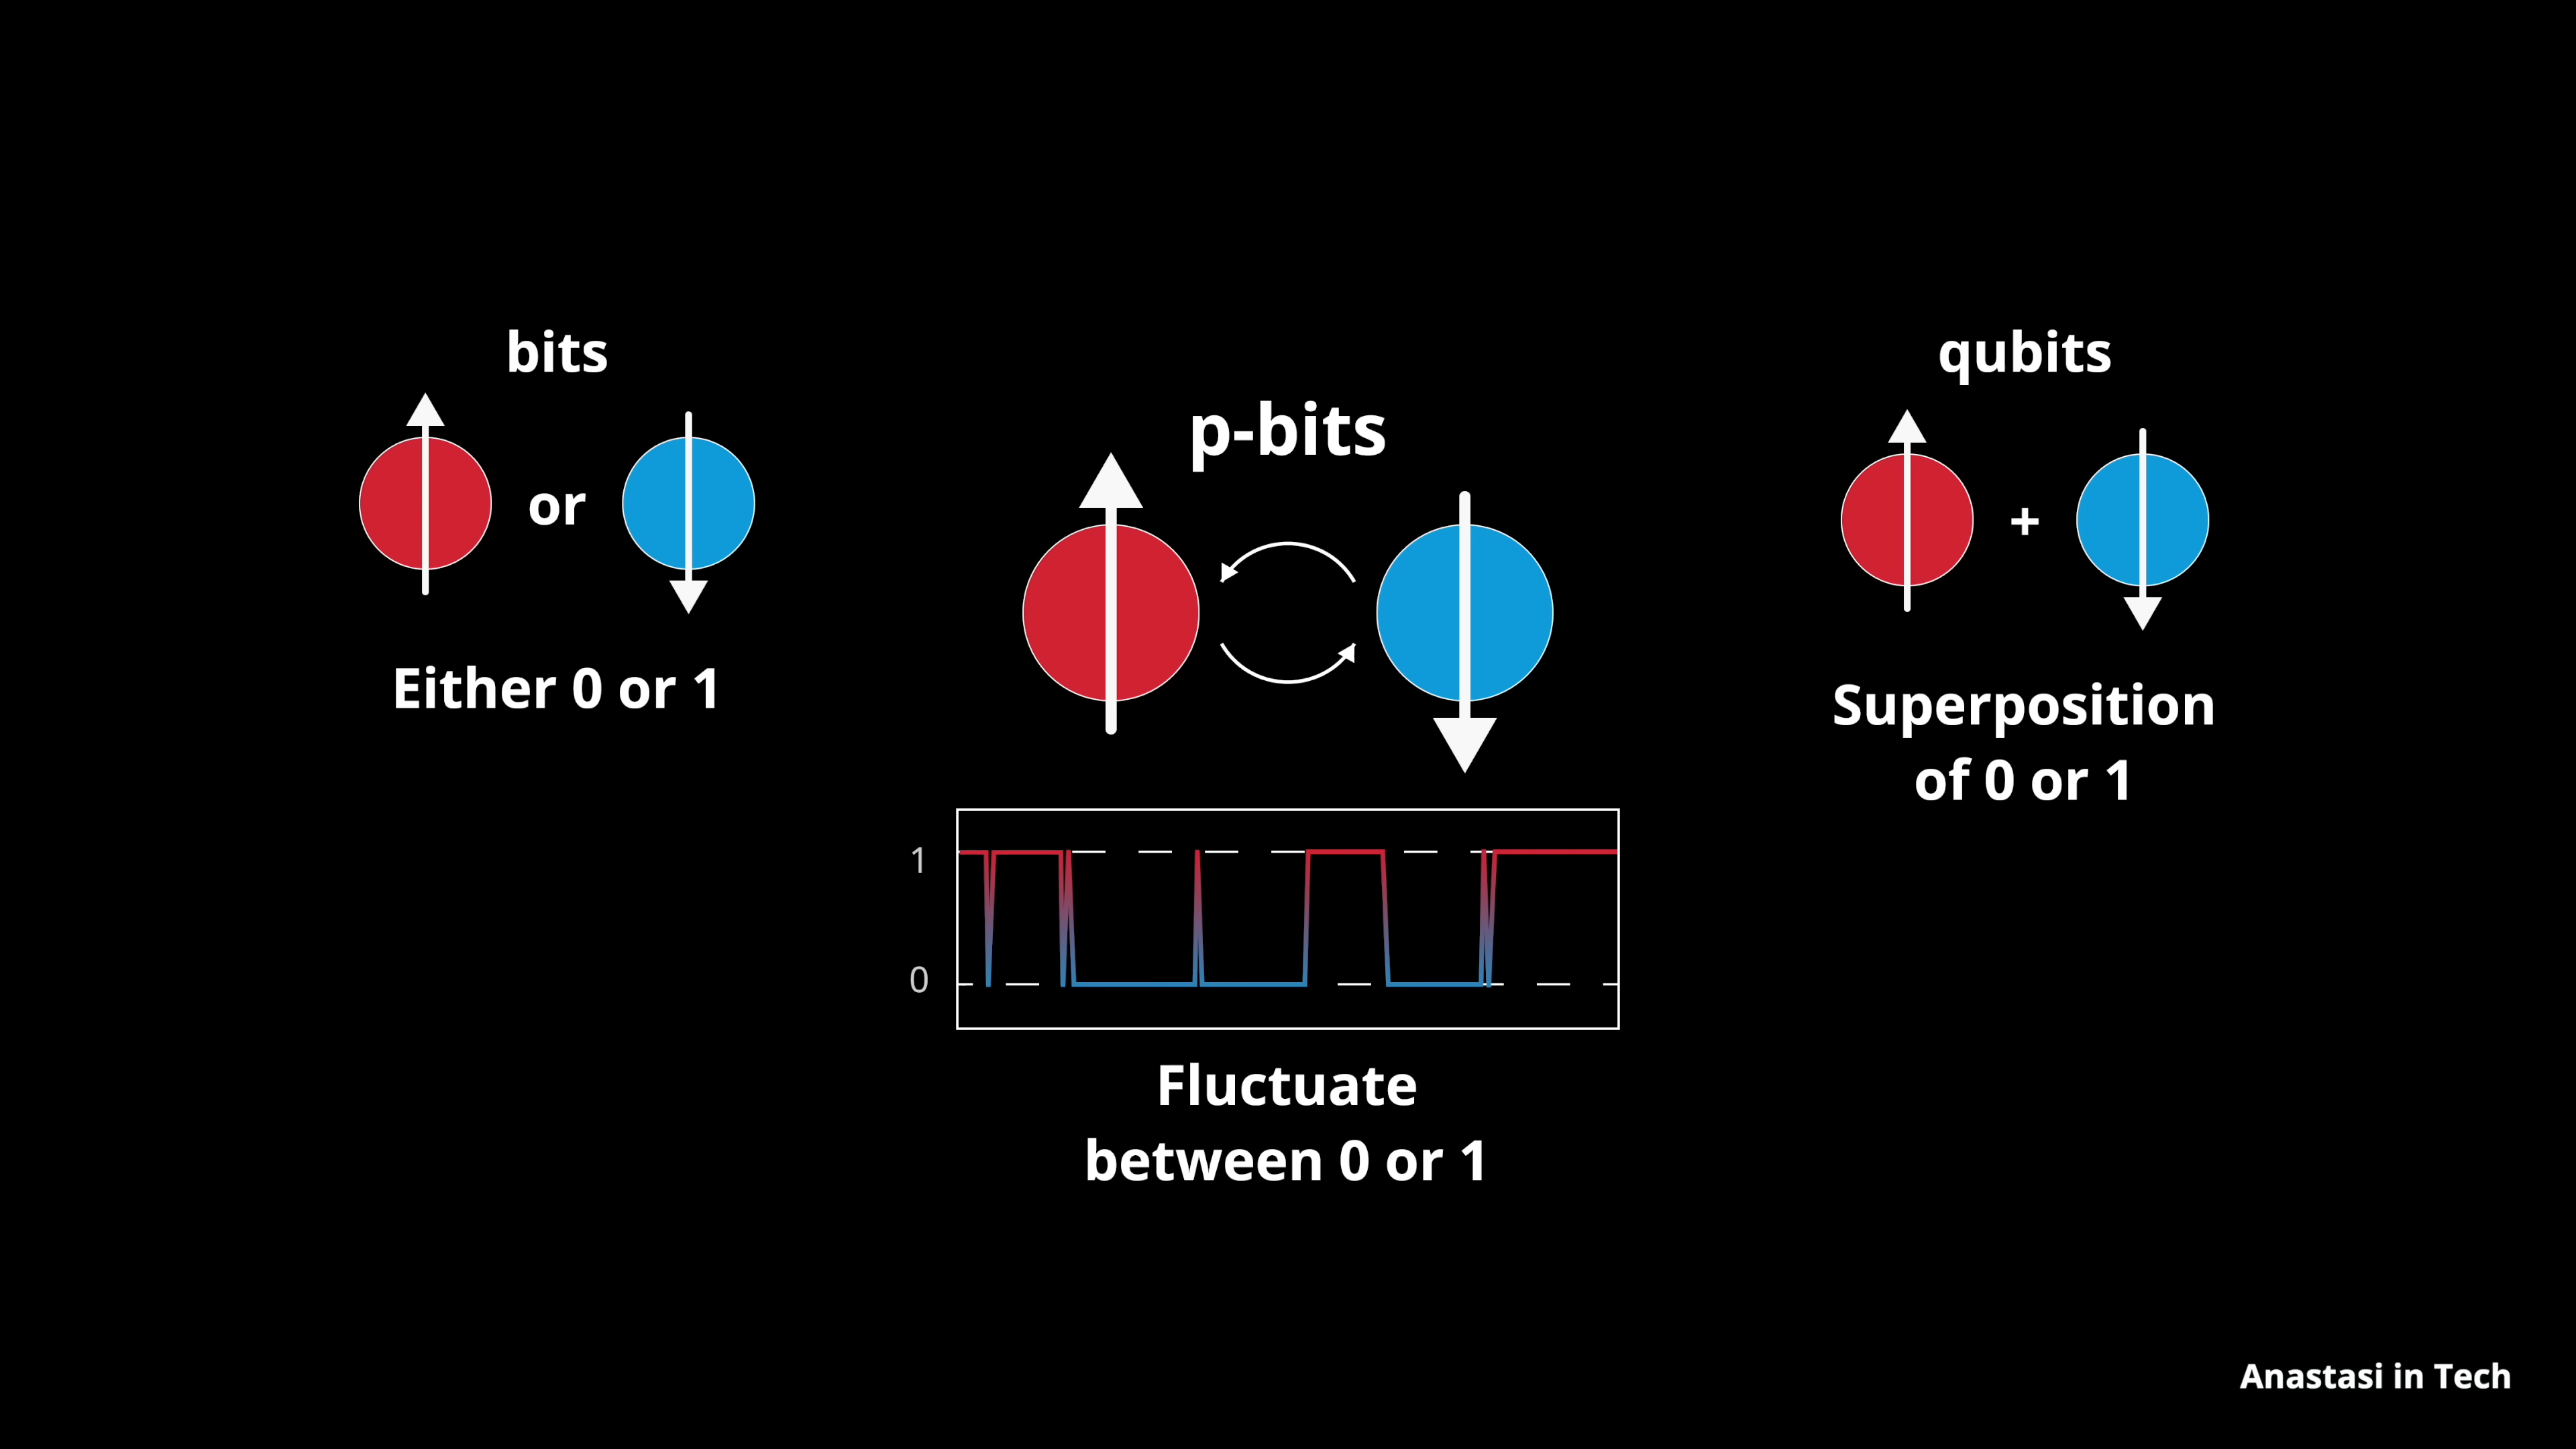 bits
or
Either 0 or 1
p-bits
1
0
Fluctuate
between 0 or 1
qubits
+
Superposition
of 0 or 1
Anastasi in Tech